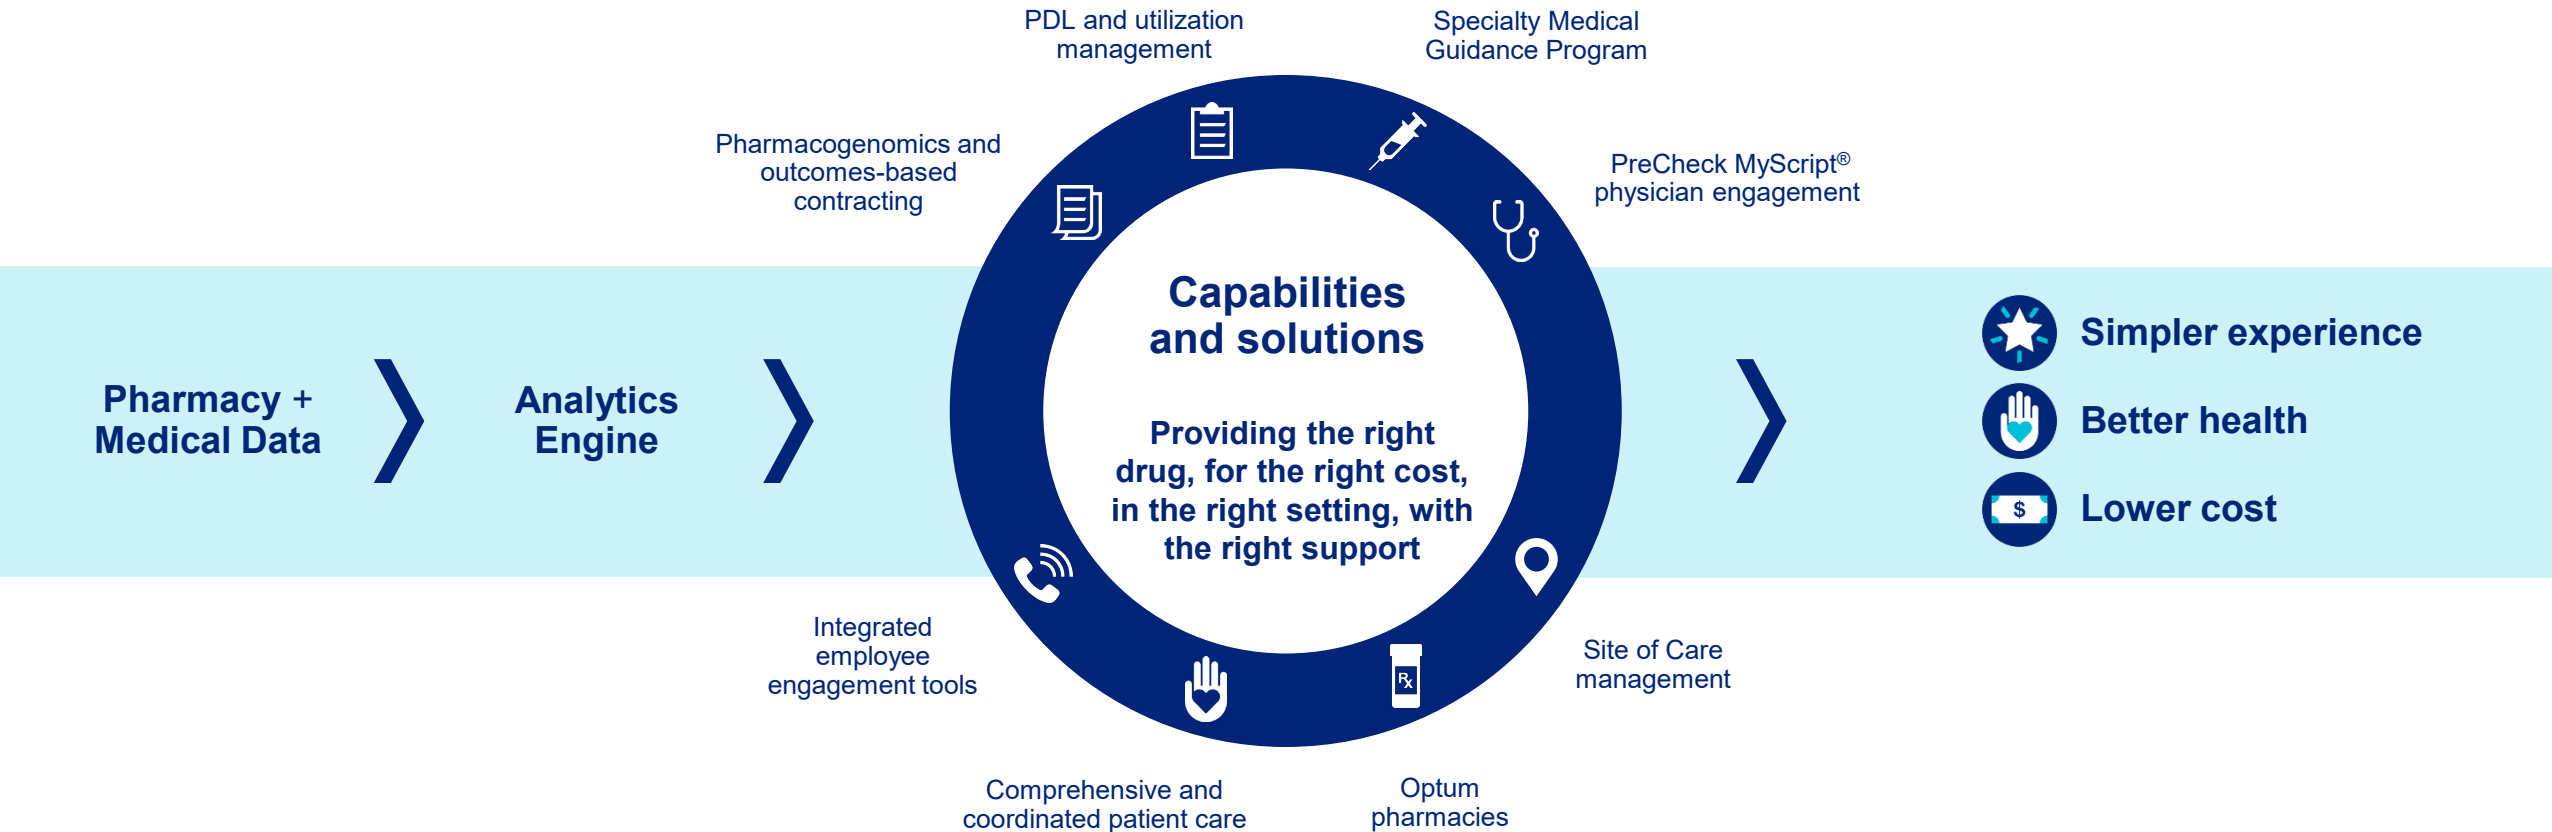 PDL and utilization
management
Specialty Medical
Guidance Program
Pharmacogenomics and
outcomes-based
contracting
PreCheck MyScript®
physician engagement
Pharmacy +
Medical Data
Analytics
Engine
Capabilities
and solutions
Providing the right
drug, for the right cost,
in the right setting, with
the right support
Simpler experience
Better health
$
Lower cost
Integrated
employee
engagement tools
Rx
Site of Care
management
Comprehensive and
coordinated patient care
Optum
pharmacies